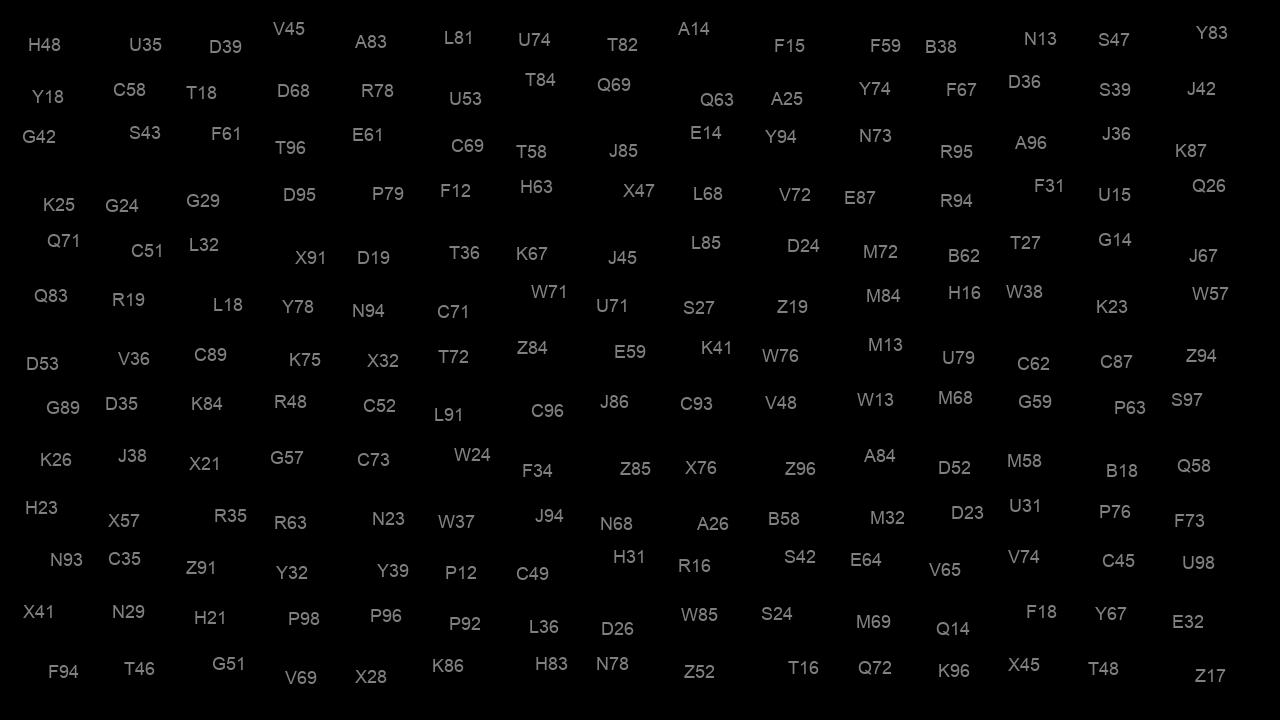 H48 U35 D39 V45 A83 L81 U74 T82 A14 F15 F59 B38 N13 S47 Y83
Y18 C58 T18 D68 R78 U53 T84 Q69 Q63 A25 Y74 F67 D36 S39 J42
G42 S43 F61 T96 E61 C69 T58 J85 E14 Y94 N73 R95 A96 J36 K87
K25 G24 G29 D95 P79 F12 H63 X47 L68 V72 E87 R94 F31 U15 Q26
Q71 C51 L32 X91 D19 T36 K67 J45 L85 D24 M72 B62 T27 G14 J67
Q83 R19 L18 Y78 N94 C71 W71 U71 S27 Z19 M84 H16 W38 K23 W57
D53 V36 C89 K75 X32 T72 Z84 E59 K41 W76 M13 U79 C62 C87 Z94
G89 D35 K84 R48 C52 L91 C96 J86 C93 V48 W13 M68 G59 P63 S97
K26 J38 X21 G57 C73 W24 F34 Z85 X76 Z96 A84 D52 M58 B18 Q58
H23 X57 R35 R63 N23 W37 J94 N68 A26 B58 M32 D23 U31 P76 F73
N93 C35 Z91 Y32 Y39 P12 C49 H31 R16 S42 E64 V65 V74 C45 U98
X41 N29 H21 P98 P96 P92 L36 D26 W85 S24 M69 Q14 F18 Y67 E32
F94 T46 G51 V69 X28 K86 H83 N78 Z52 T16 Q72 K96 X45 T48 Z17